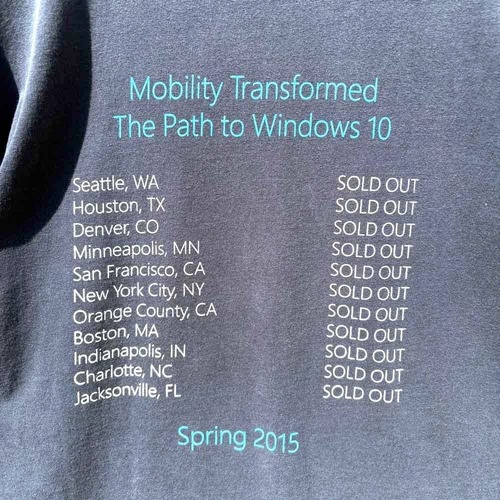 Mobility Transformed
The Path to Windows 10
Seattle, WA SOLD OUT
Houston, TX SOLD OUT
Denver, CO SOLD OUT
Minneapolis, MN SOLD OUT
San Francisco, CA SOLD OUT
New York City, NY SOLD OUT
Orange County, CA SOLD OUT
Boston, MA SOLD OUT
Indianapolis, IN SOLD OUT
Charlotte, NC SOLD OUT
Jacksonville, FL SOLD OUT
Spring 2015